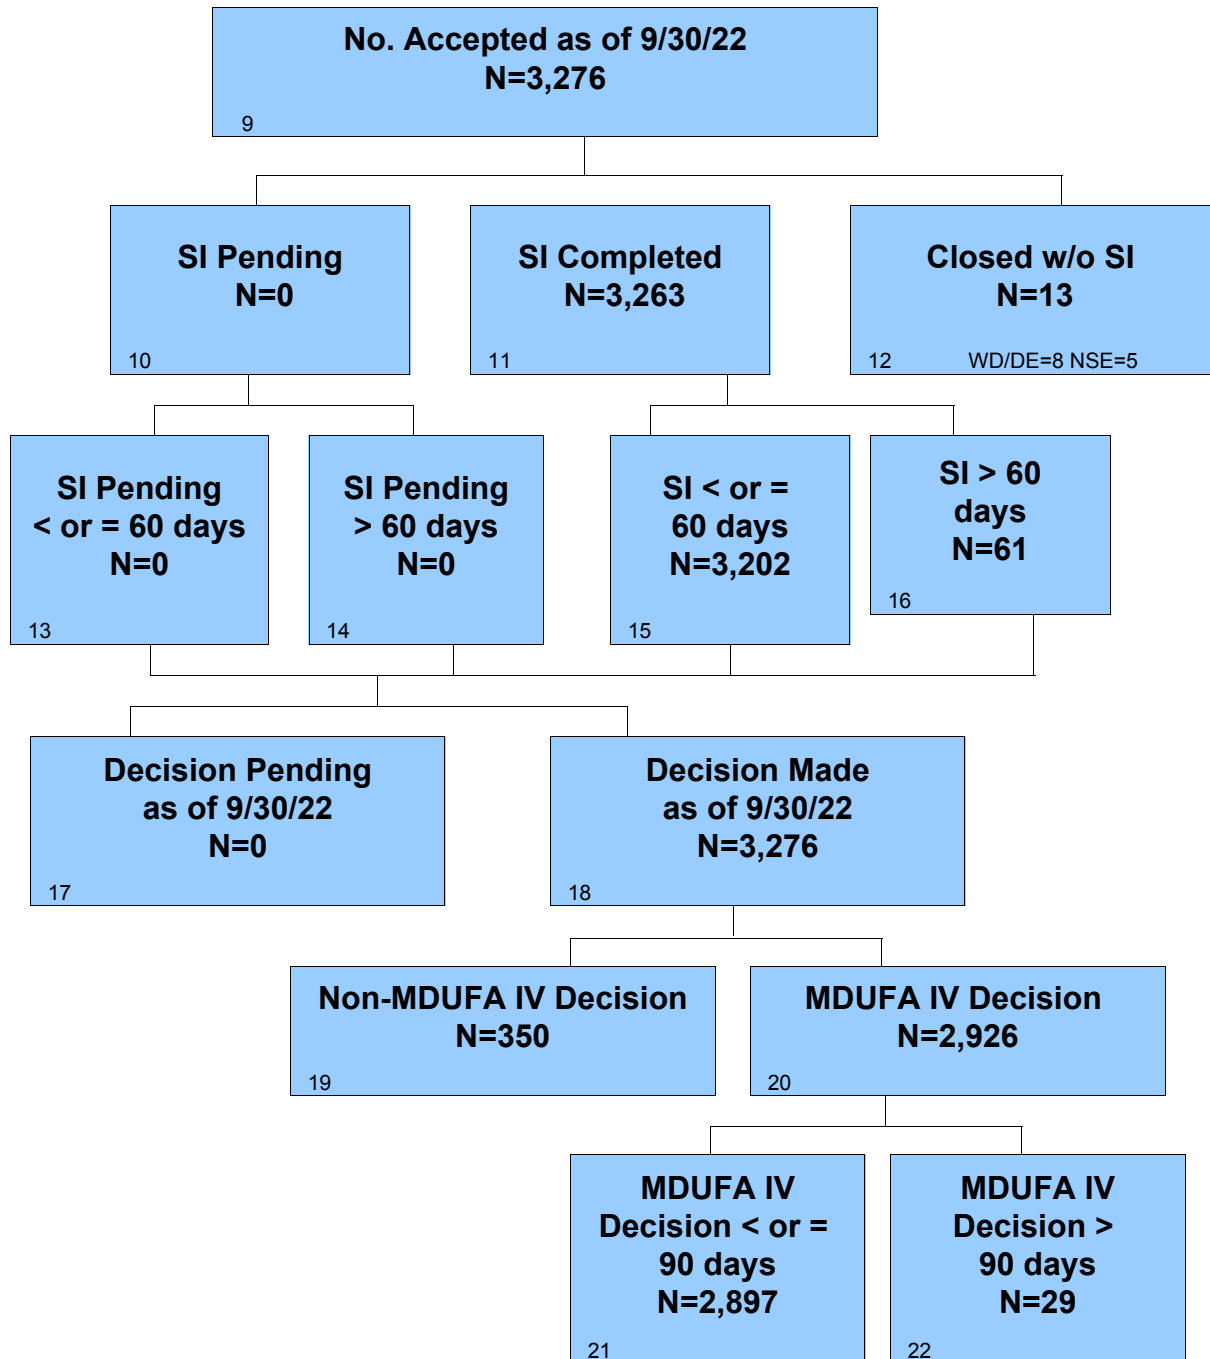 No. Accepted as of 9/30/22
N=3,276
9
SI Pending
N=0
10
SI Completed
N=3,263
11
Closed w/o SI
N=13
12 WD/DE=8 NSE=5
SI Pending
< or = 60 days
N=0
13
SI Pending
> 60 days
N=0
14
SI < or =
60 days
N=3,202
15
SI > 60
days
N=61
16
Decision Pending
as of 9/30/22
N=0
17
Decision Made
as of 9/30/22
N=3,276
18
Non-MDUFA IV Decision
N=350
19
MDUFA IV Decision
N=2,926
20
MDUFA IV
Decision < or =
90 days
N=2,897
21
MDUFA IV
Decision >
90 days
N=29
22